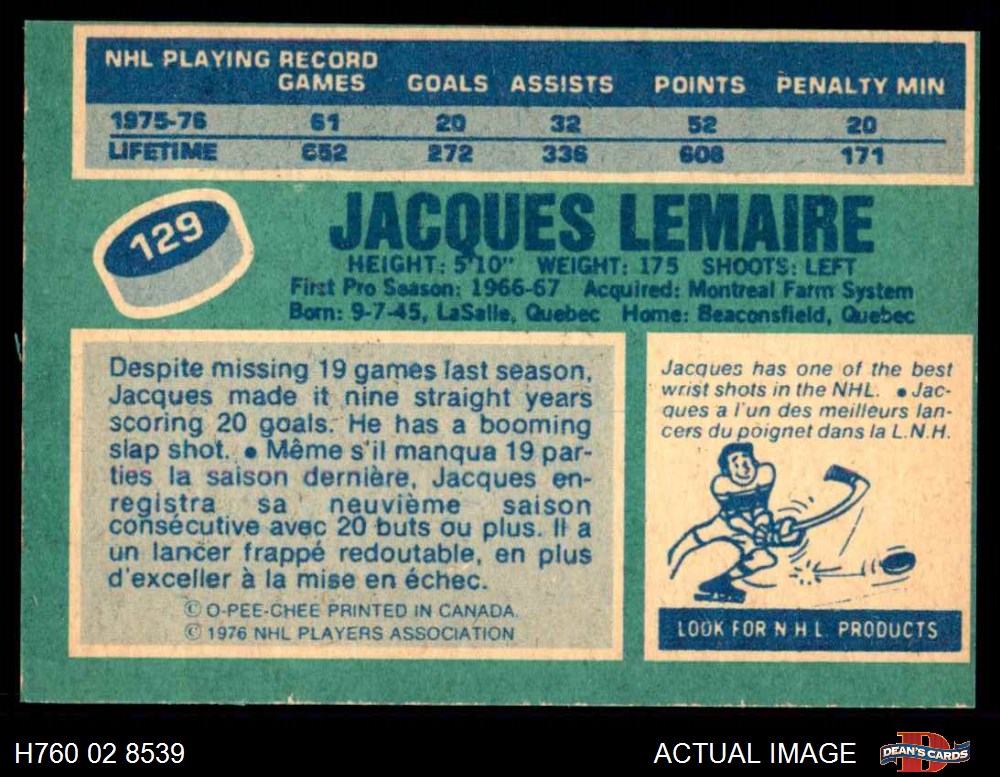 NHL PLAYING RECORD
GAMES GOALS ASSISTS POINTS PENALTY MIN
1975-76 61 20 32 52 20
LIFETIME 652 272 336 608 171
129
JACQUES LEMAIRE
HEIGHT: 5'10" WEIGHT: 175 SHOOTS: LEFT
First Pro Season: 1966-67 Acquired: Montreal Farm System
Born: 9-7-45, LaSalle, Quebec Home: Beaconsfield, Quebec
Despite missing 19 games last season,
Jacques made it nine straight years
scoring 20 goals. He has a booming
slap shot. ● Même s'il manqua 19 par-
ties la saison dernière, Jacques en-
registra sa neuvième saison
consécutive avec 20 buts ou plus. Il a
un lancer frappé redoutable, en plus
d'exceller à la mise en échec.
© O-PEE-CHEE PRINTED IN CANADA.
© 1976 NHL PLAYERS ASSOCIATION
Jacques has one of the best
wrist shots in the NHL. ● Jac-
ques a l'un des meilleurs lan-
cers du poignet dans la L.N.H.
LOOK FOR N H L PRODUCTS
H760 02 8539
ACTUAL IMAGE
D
DEAN'S CARDS